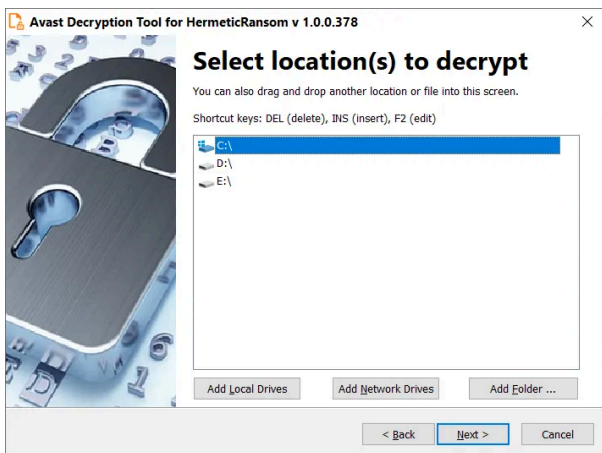 Avast Decryption Tool for HermeticRansom v 1.0.0.378
Select location(s) to decrypt
You can also drag and drop another location or file into this screen.
Shortcut keys: DEL (delete), INS (insert), F2 (edit)
C:\
D:\
E:\
Add Local Drives
Add Network Drives
Add Folder ...
< Back
Next >
Cancel